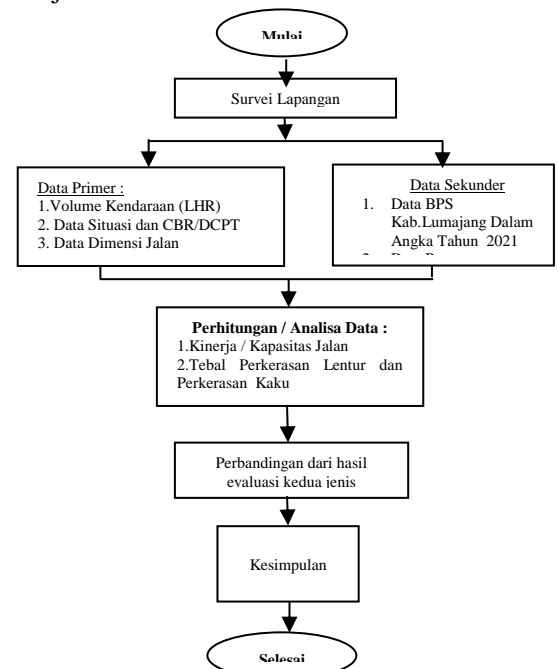 Mulai
Survei Lapangan
Data Primer :
1.Volume Kendaraan (LHR)
2. Data Situasi dan CBR/DCPT
3. Data Dimensi Jalan
Data Sekunder
1. Data BPS
Kab.Lumajang Dalam
Angka Tahun 2021
Perhitungan / Analisa Data :
1.Kinerja / Kapasitas Jalan
2.Tebal Perkerasan Lentur dan
Perkerasan Kaku
Perbandingan dari hasil
evaluasi kedua jenis
Kesimpulan
Selesai